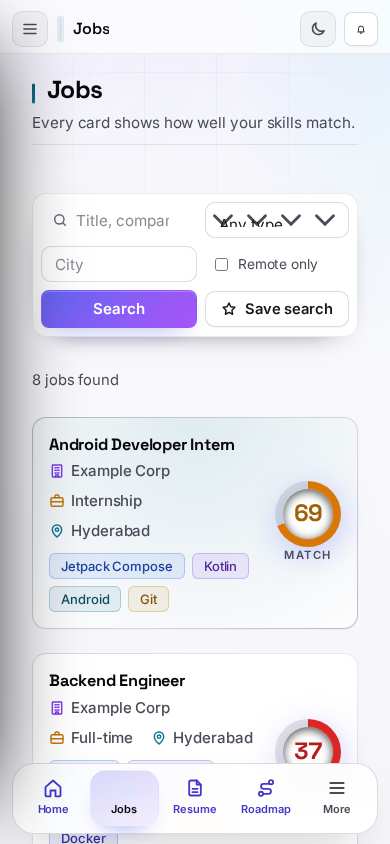 Jobs
Jobs
Every card shows how well your skills match.
Title, compar
Any type
City
Remote only
Search
Save search
8 jobs found
Android Developer Intern
Example Corp
Internship
Hyderabad
Jetpack Compose Kotlin
Android Git
69
MATCH
Backend Engineer
Example Corp
Full-time Hyderabad
37
Home Jobs Resume Roadmap More
Docker